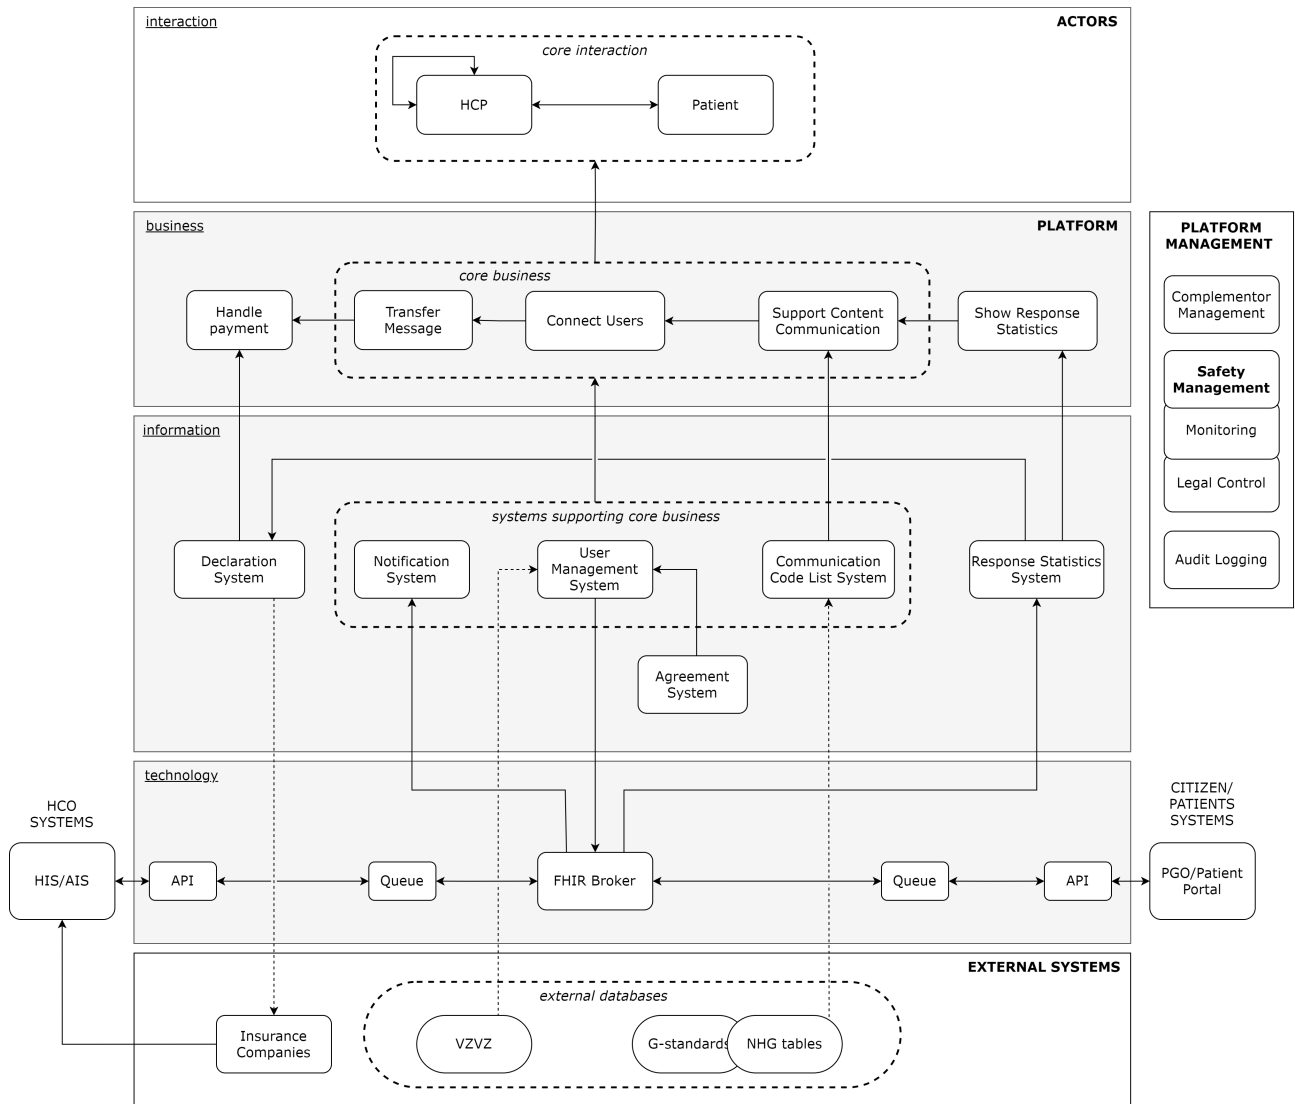 interaction
ACTORS
core interaction
HCP
Patient
business
PLATFORM
core business
Handle
payment
Transfer
Message
Connect Users
Support Content
Communication
Show Response
Statistics
PLATFORM
MANAGEMENT
Complementor
Management
Safety
Management
Monitoring
Legal Control
Audit Logging
information
systems supporting core business
Declaration
System
Notification
System
User
Management
System
Communication
Code List System
Response Statistics
System
Agreement
System
technology
HCO
SYSTEMS
HIS/AIS
API
Queue
FHIR Broker
Queue
API
CITIZEN/
PATIENTS
SYSTEMS
PGO/Patient
Portal
EXTERNAL SYSTEMS
external databases
Insurance
Companies
VZVZ
G-standards
NHG tables